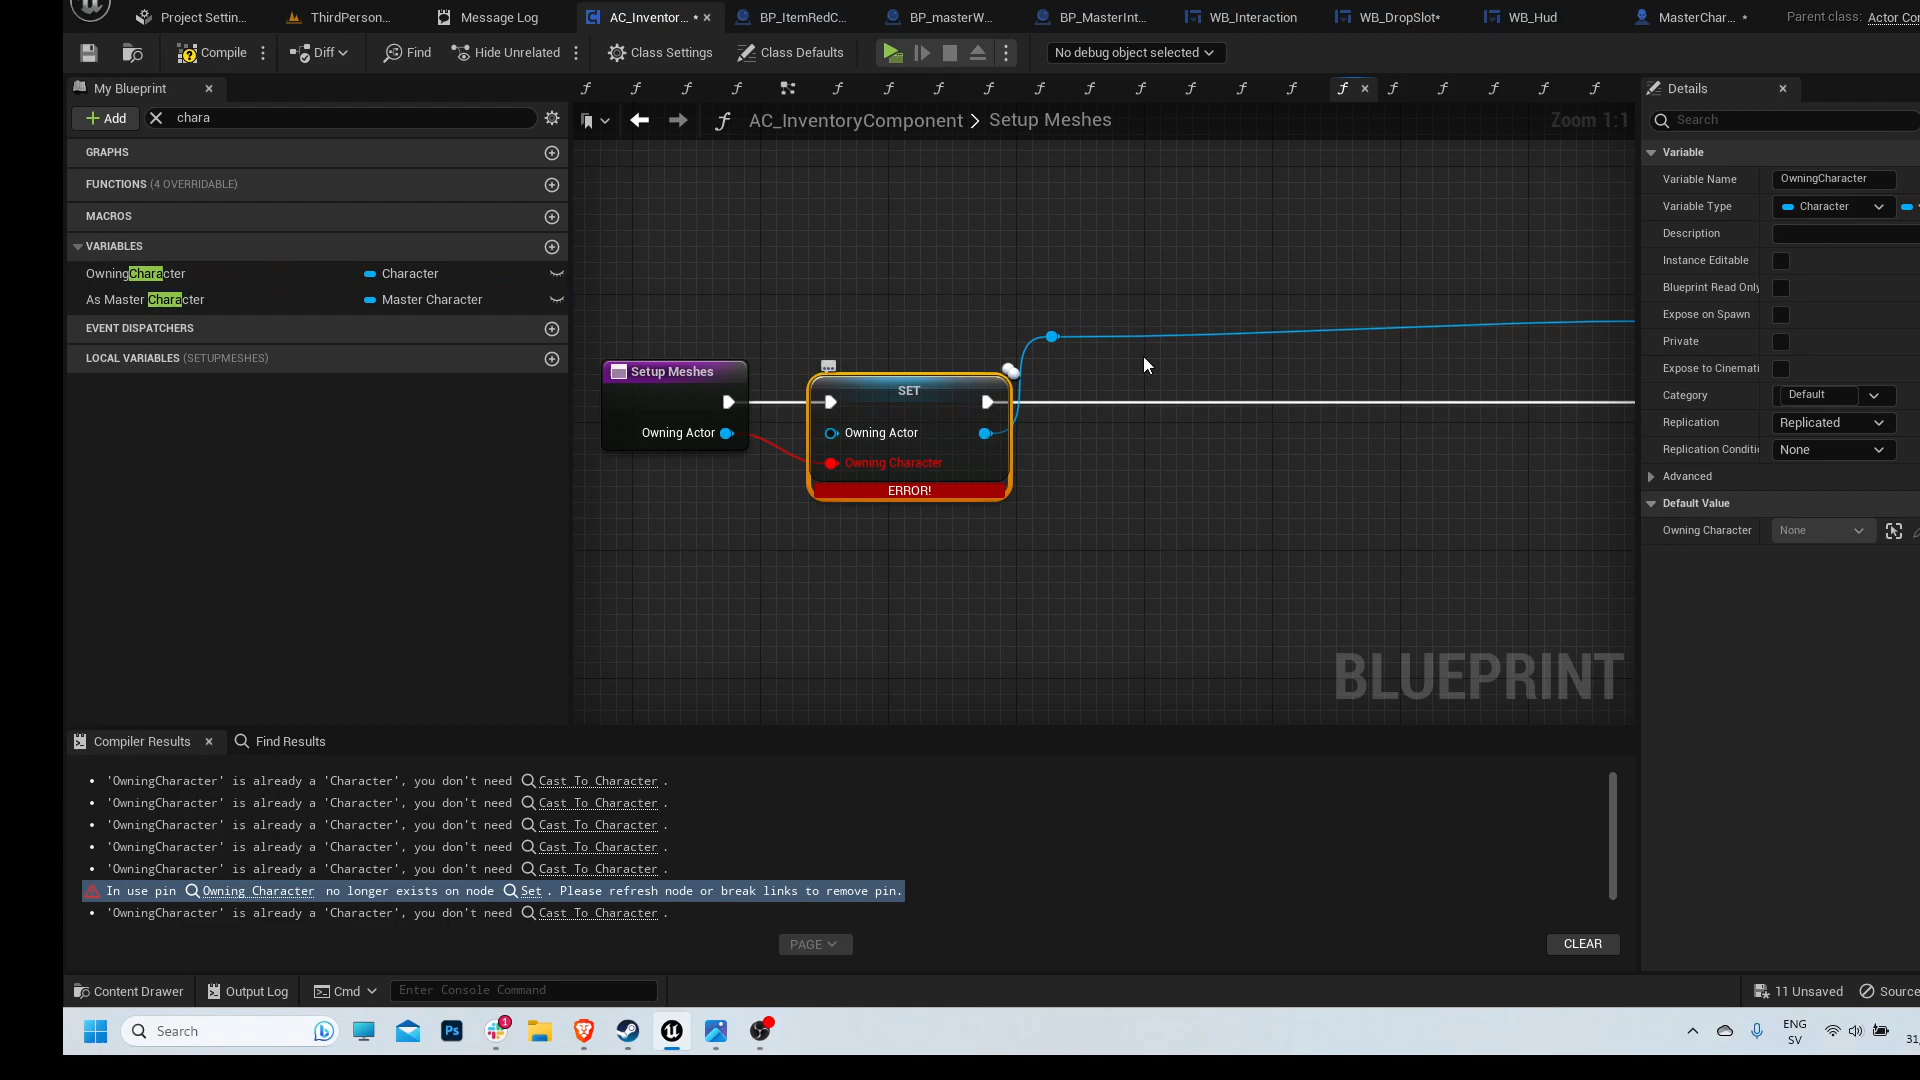 Project Settin...
ThirdPerson...
Message Log
AC_Inventor... *
BP_ItemRedC...
BP_masterW...
BP_MasterInt...
WB_Interaction
WB_DropSlot*
WB_Hud
MasterChar... *
Parent class:
Actor Con
Compile
Diff
Find
Hide Unrelated
Class Settings
Class Defaults
No debug object selected
My Blueprint
Add
chara
GRAPHS
FUNCTIONS (4 OVERRIDABLE)
MACROS
VARIABLES
OwningCharacter
Character
As Master Character
Master Character
EVENT DISPATCHERS
LOCAL VARIABLES (SETUPMESHES)
AC_InventoryComponent > Setup Meshes
Zoom 1:1
Setup Meshes
Owning Actor
SET
Owning Actor
Owning Character
ERROR!
BLUEPRINT
Details
Search
Variable
Variable Name
OwningCharacter
Variable Type
Character
Description
Instance Editable
Blueprint Read Only
Expose on Spawn
Private
Expose to Cinemati
Category
Default
Replication
Replicated
Replication Conditi
None
Advanced
Default Value
Owning Character
None
Compiler Results
Find Results
'OwningCharacter' is already a 'Character', you don't need Cast To Character .
'OwningCharacter' is already a 'Character', you don't need Cast To Character .
'OwningCharacter' is already a 'Character', you don't need Cast To Character .
'OwningCharacter' is already a 'Character', you don't need Cast To Character .
'OwningCharacter' is already a 'Character', you don't need Cast To Character .
In use pin Owning Character no longer exists on node Set . Please refresh node or break links to remove pin.
'OwningCharacter' is already a 'Character', you don't need Cast To Character .
PAGE
CLEAR
Content Drawer
Output Log
Cmd
Enter Console Command
11 Unsaved
Source
Search
Ps
1
ENG
SV
31,